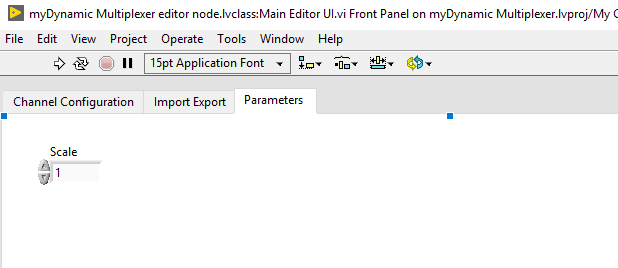 myDynamic Multiplexer editor node.lvclass:Main Editor UI.vi Front Panel on myDynamic Multiplexer.lvproj/My
File Edit View Project Operate Tools Window Help
15pt Application Font
Channel Configuration Import Export Parameters
Scale
1